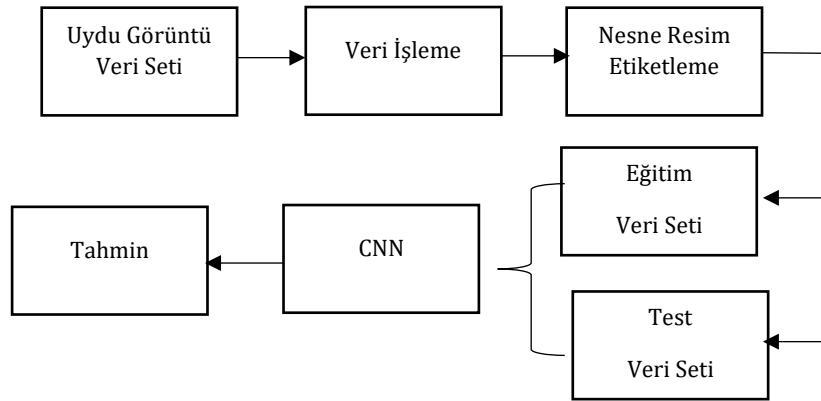 Uydu Görüntü
Veri Seti
Veri İşleme
Nesne Resim
Etiketleme
Eğitim
Veri Seti
Tahmin
CNN
Test
Veri Seti